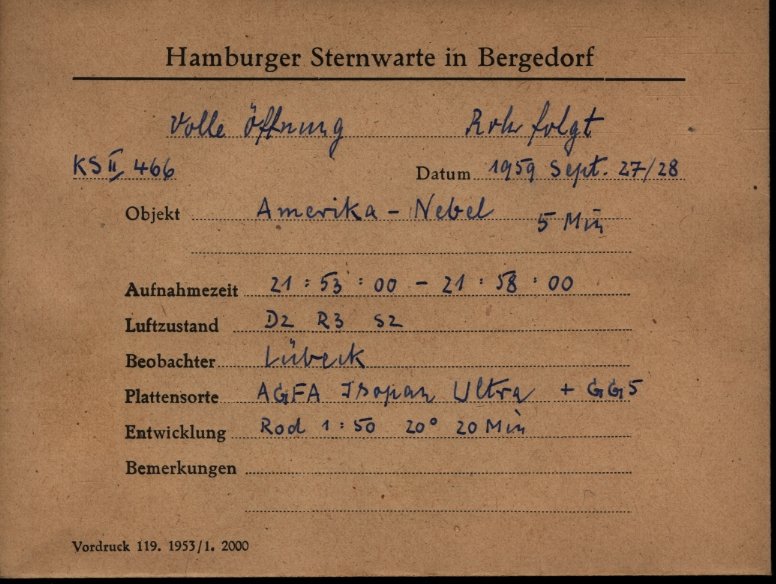 Hamburger Sternwarte in Bergedorf
Volle Öffnung Rohr folgt
KS II 466 Datum 1959 Sept. 27/28
Objekt Amerika - Nebel 5 Min
Aufnahmezeit 21 : 53 : 00 - 21 : 58 : 00
Luftzustand D2 R3 S2
Beobachter Lübeck
Plattensorte AGFA Isopan Ultra + GG5
Entwicklung Rod 1 : 50 20° 20 Min
Bemerkungen
Vordruck 119. 1953/1. 2000